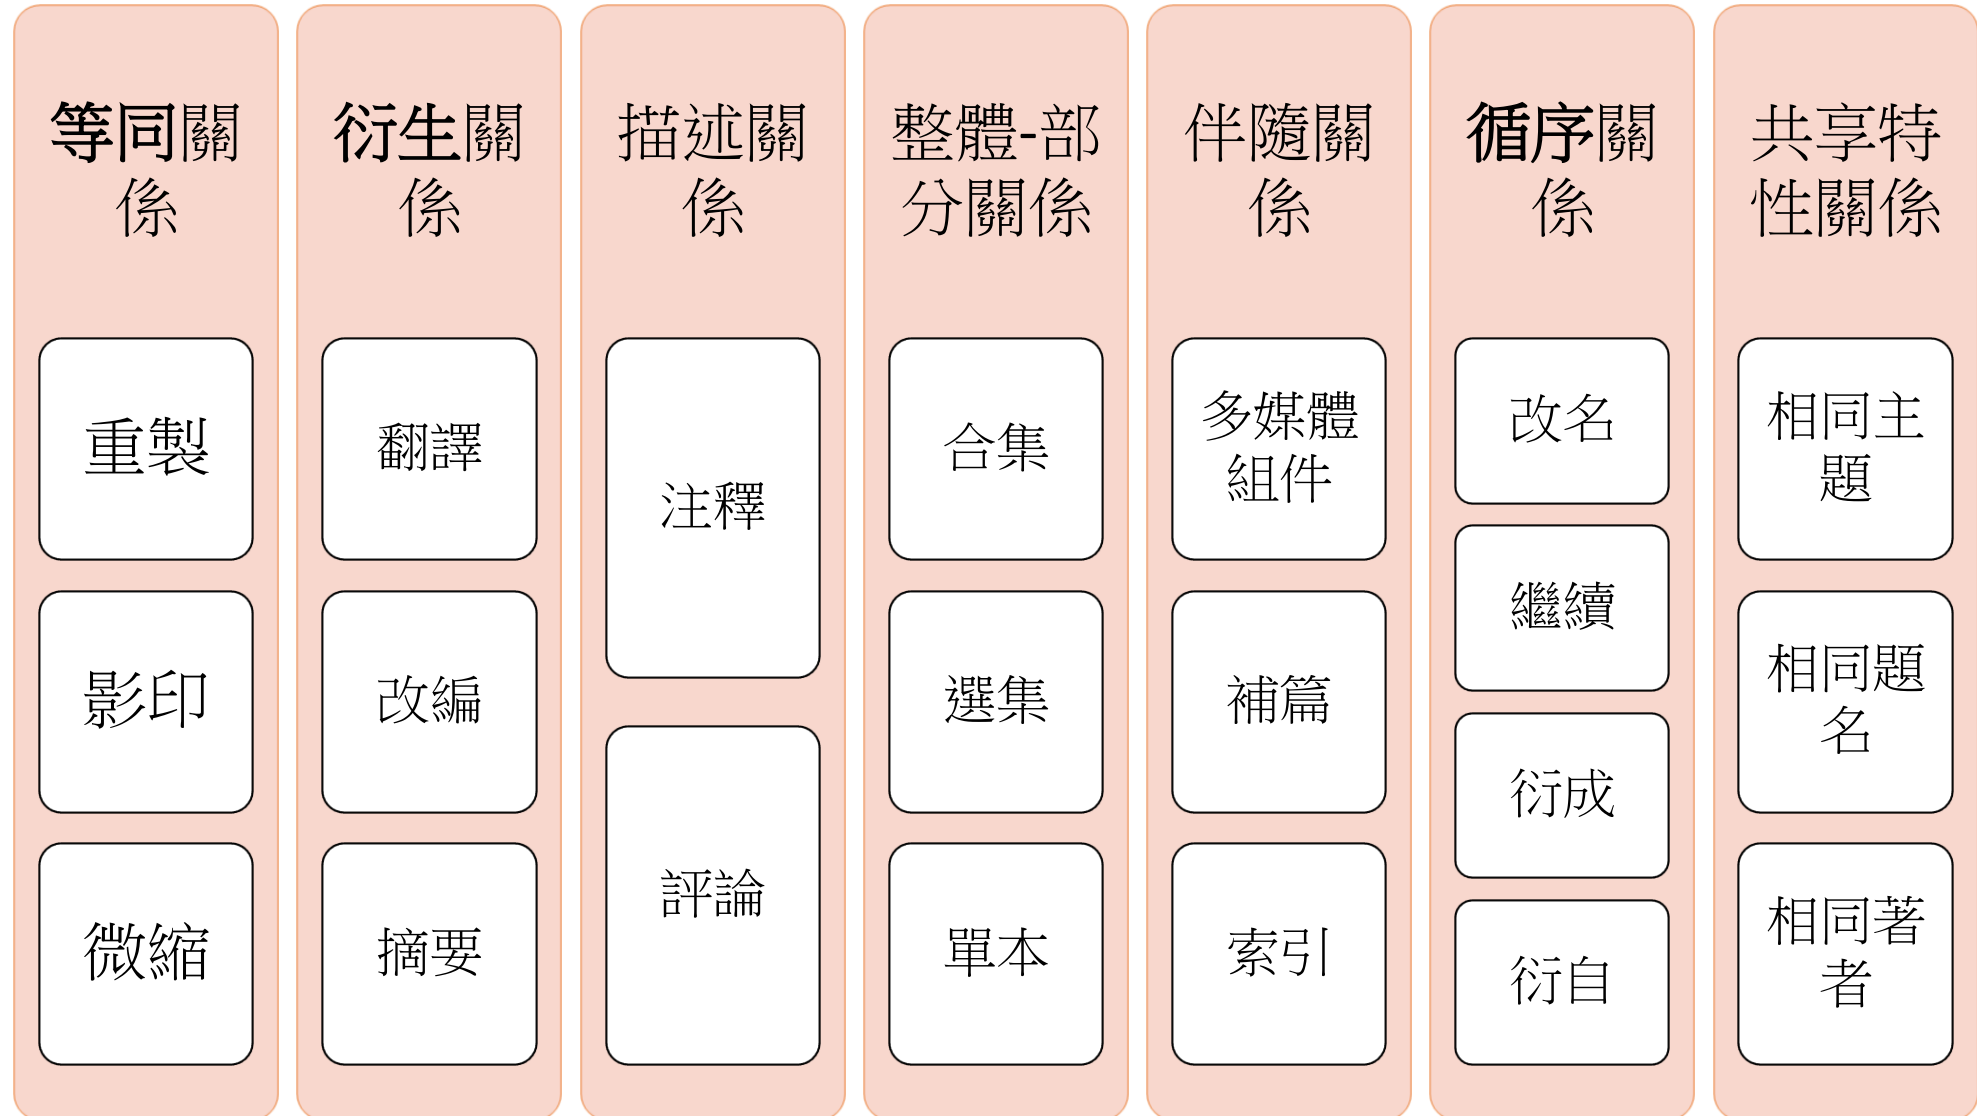 等同關
係
重製
影印
微縮
衍生關
係
翻譯
改編
摘要
描述關
係
注釋
評論
整體-部
分關係
合集
選集
單本
伴隨關
係
多媒體
組件
補篇
索引
循序關
係
改名
繼續
衍成
衍自
共享特
性關係
相同主
題
相同題
名
相同著
者